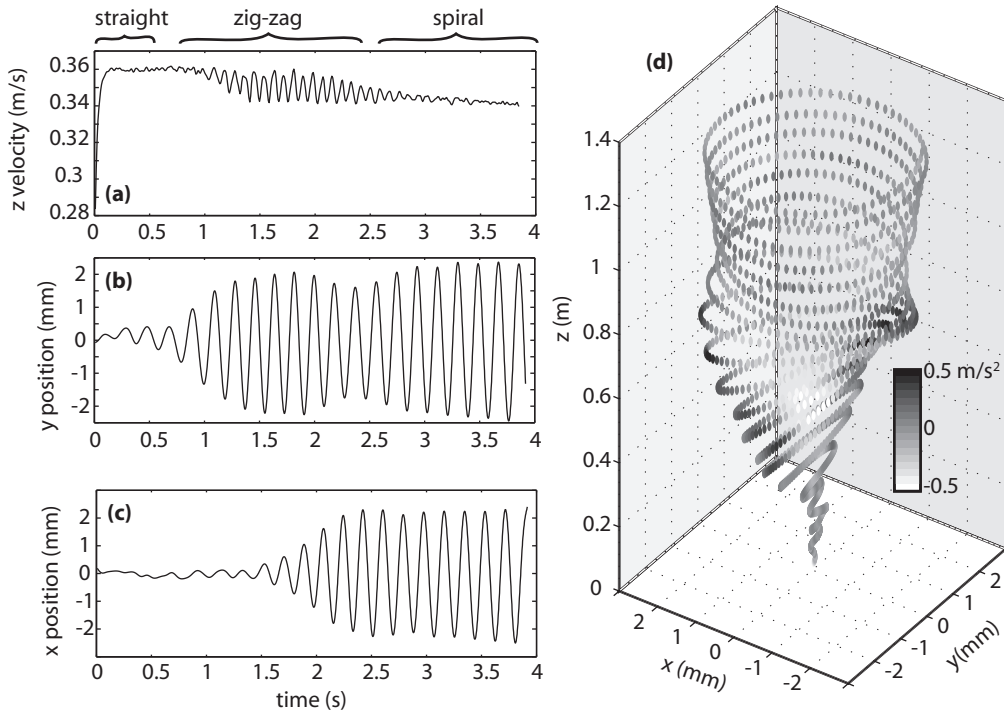 straight zig-zag spiral
(a)
z velocity (m/s)
0.36
0.34
0.32
0.3
0.28
0 0.5 1 1.5 2 2.5 3 3.5 4
(b)
y position (mm)
2
1
0
-1
-2
0 0.5 1 1.5 2 2.5 3 3.5 4
(c)
x position (mm)
2
1
0
-1
-2
0 0.5 1 1.5 2 2.5 3 3.5 4
time (s)
(d)
z (m)
1.4
1.2
1
0.8
0.6
0.4
0.2
0
0.5 m/s²
0
-0.5
2 1 0 -1 -2
x (mm)
-2 -1 0 1 2
y(mm)